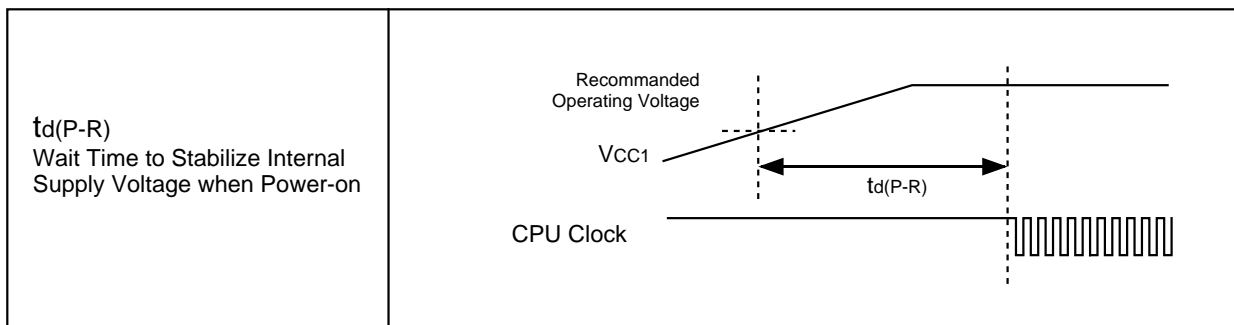 td(P-R)
Wait Time to Stabilize Internal
Supply Voltage when Power-on
Recommanded
Operating Voltage
VCC1
td(P-R)
CPU Clock